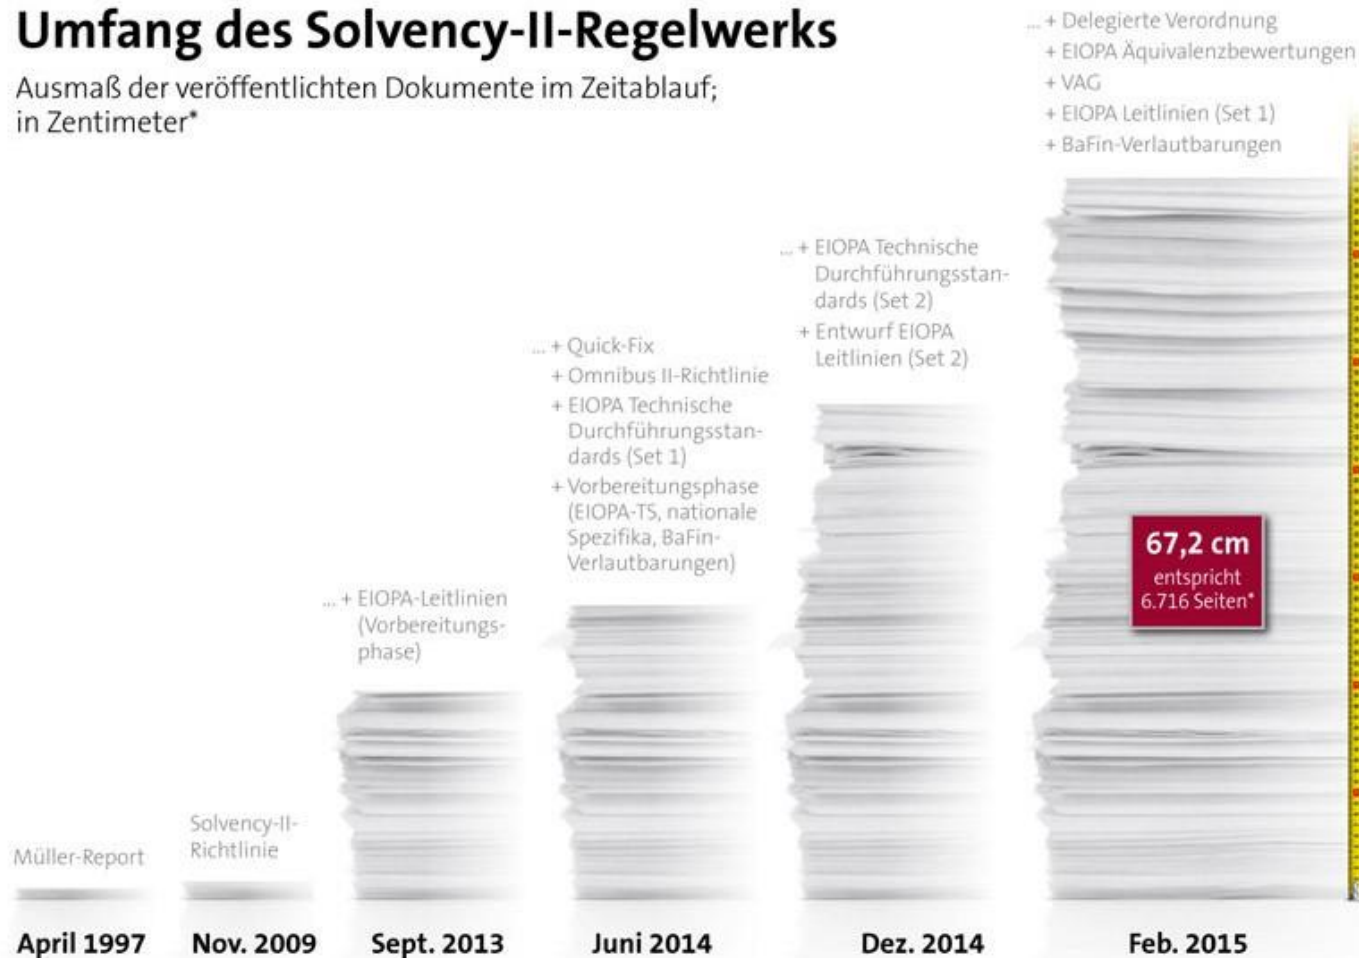 Umfang des Solvency-II-Regelwerks
Ausmaß der veröffentlichten Dokumente im Zeitablauf;
in Zentimeter*
Müller-Report
April 1997
Solvency-II-
Richtlinie
Nov. 2009
... + EIOPA-Leitlinien
(Vorbereitungs-
phase)
Sept. 2013
... + Quick-Fix
+ Omnibus II-Richtlinie
+ EIOPA Technische
Durchführungsstan-
dards (Set 1)
+ Vorbereitungsphase
(EIOPA-TS, nationale
Spezifika, BaFin-
Verlautbarungen)
Juni 2014
... + EIOPA Technische
Durchführungsstan-
dards (Set 2)
+ Entwurf EIOPA
Leitlinien (Set 2)
Dez. 2014
... + Delegierte Verordnung
+ EIOPA Äquivalenzbewertungen
+ VAG
+ EIOPA Leitlinien (Set 1)
+ BaFin-Verlautbarungen
67,2 cm
entspricht
6.716 Seiten*
Feb. 2015